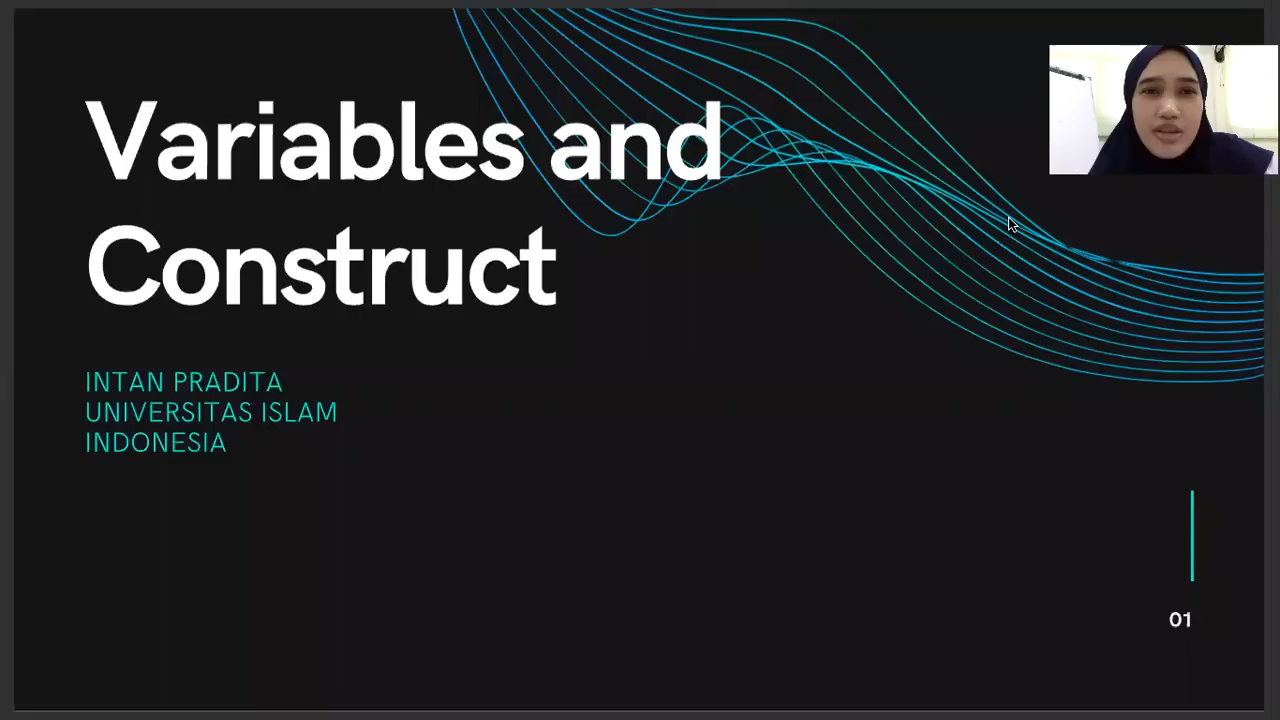 Variables and
Construct
INTAN PRADITA
UNIVERSITAS ISLAM
INDONESIA
01